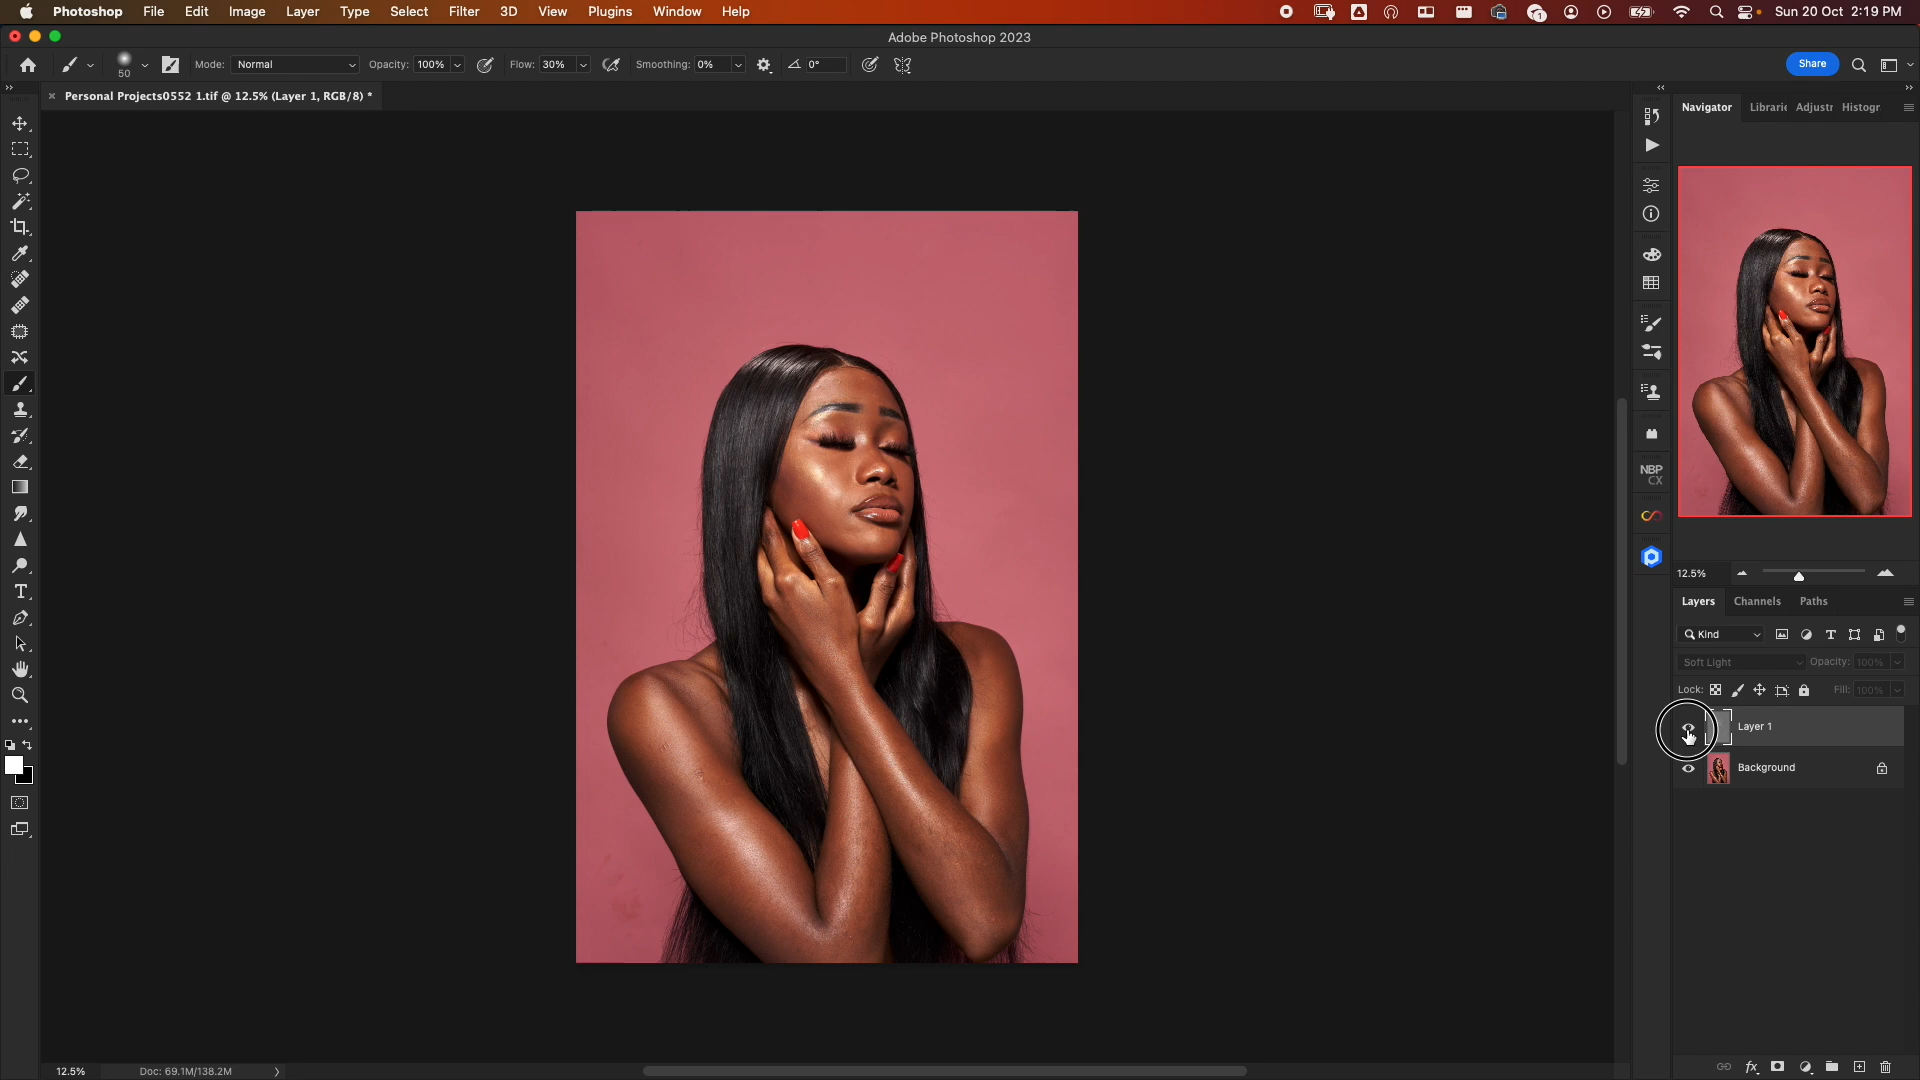 Photoshop File Edit Image Layer Type Select Filter 3D View Plugins Window Help
1
Sun 20 Oct 2:19 PM
Adobe Photoshop 2023
50
Mode: Normal
Opacity: 100%
Flow: 30%
Smoothing: 0%
0°
Share
× Personal Projects0552 1.tif @ 12.5% (Layer 1, RGB/8) *
Navigator Librarie Adjustr Histogr
NBP
CX
12.5%
Layers Channels Paths
Kind
Soft Light Opacity: 100%
Lock: Fill: 100%
Layer 1
Background
fx
12.5% Doc: 69.1M/138.2M